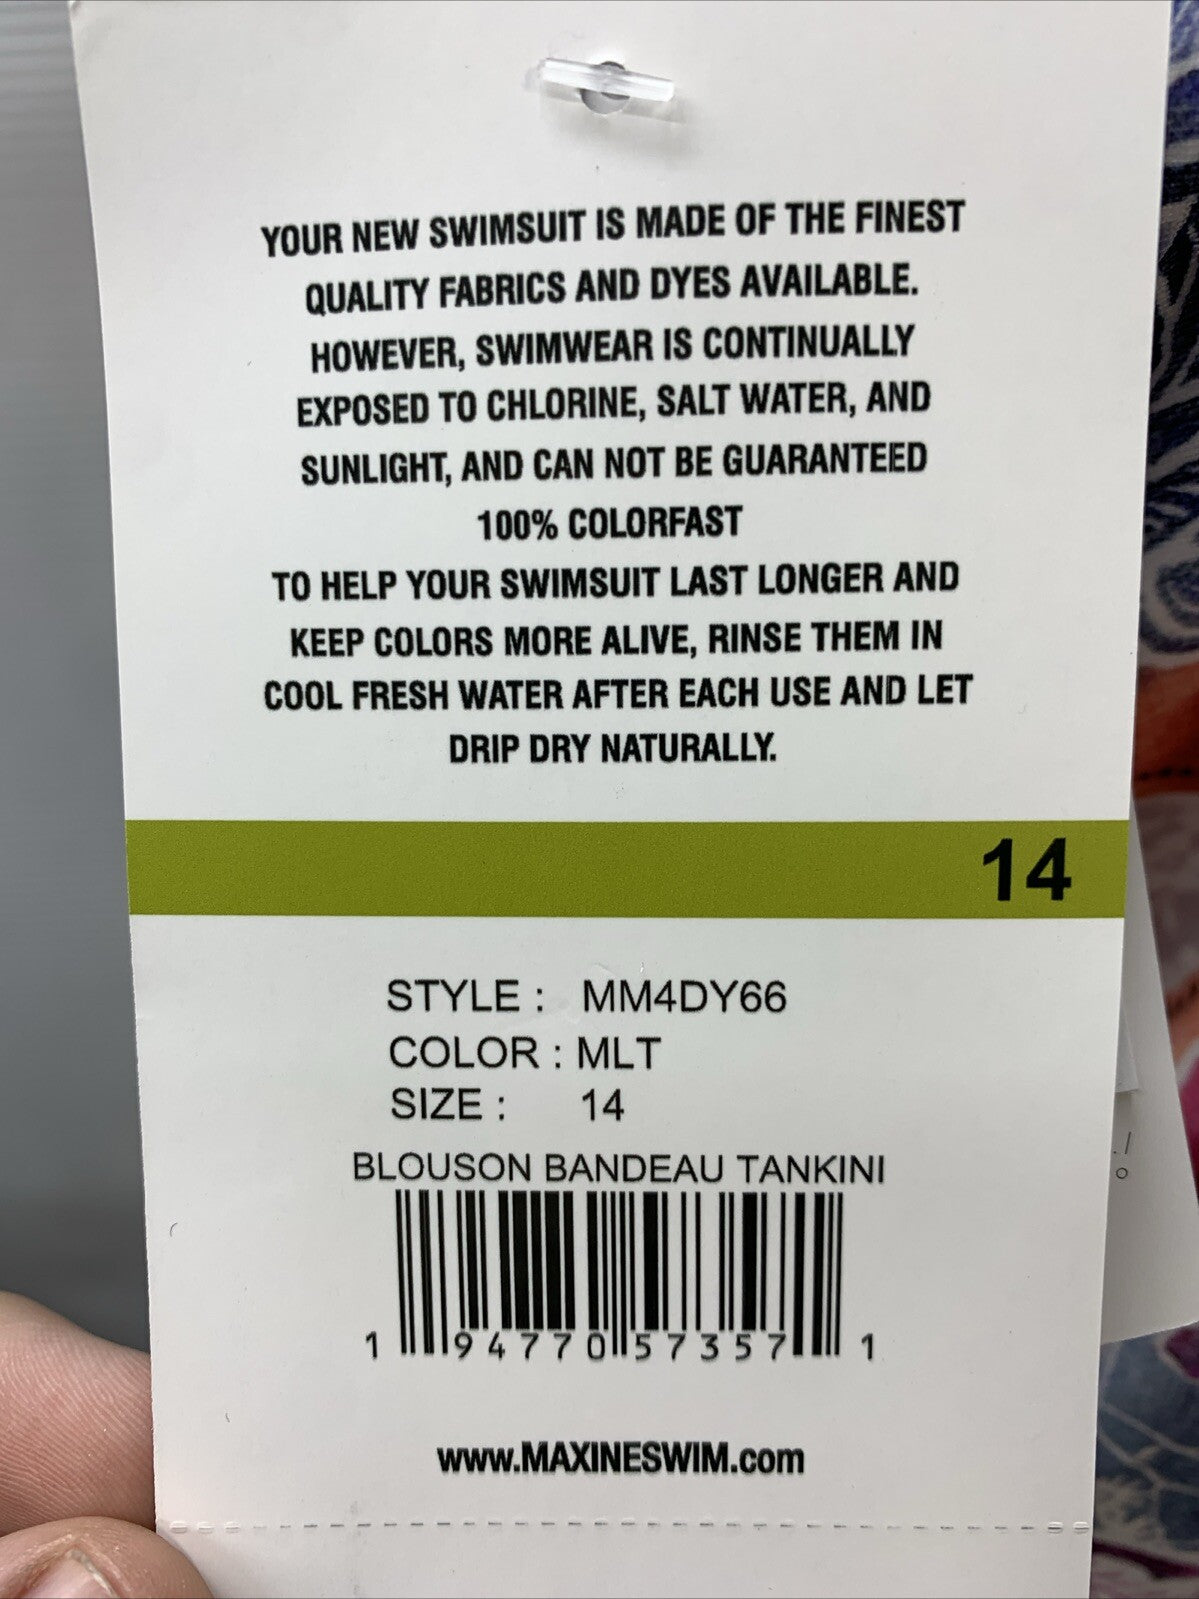 YOUR NEW SWIMSUIT IS MADE OF THE FINEST
QUALITY FABRICS AND DYES AVAILABLE.
HOWEVER, SWIMWEAR IS CONTINUALLY
EXPOSED TO CHLORINE, SALT WATER, AND
SUNLIGHT, AND CAN NOT BE GUARANTEED
100% COLORFAST
TO HELP YOUR SWIMSUIT LAST LONGER AND
KEEP COLORS MORE ALIVE, RINSE THEM IN
COOL FRESH WATER AFTER EACH USE AND LET
DRIP DRY NATURALLY.
14
STYLE : MM4DY66
COLOR : MLT
SIZE : 14
BLOUSON BANDEAU TANKINI
1 94770 57357 1
www.MAXINESWIM.com